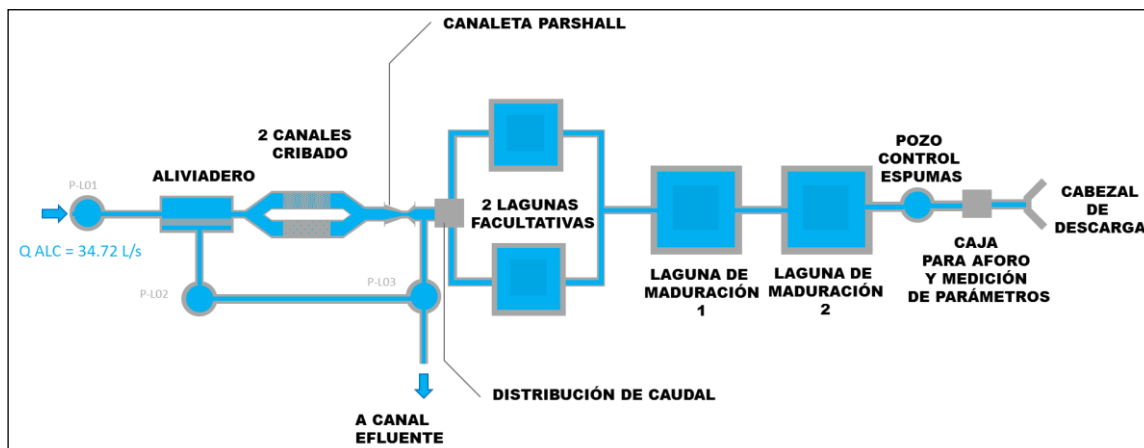 CANALETA PARSHALL
2 CANALES
CRIBADO
P-L01
ALIVIADERO
Q ALC = 34.72 L/s
P-L02
P-L03
2 LAGUNAS
FACULTATIVAS
LAGUNA DE
MADURACIÓN
1
LAGUNA DE
MADURACIÓN
2
POZO
CONTROL
ESPUMAS
CABEZAL
DE
DESCARGA
CAJA
PARA AFORO
Y MEDICIÓN
DE PARÁMETROS
DISTRIBUCIÓN DE CAUDAL
A CANAL
EFLUENTE